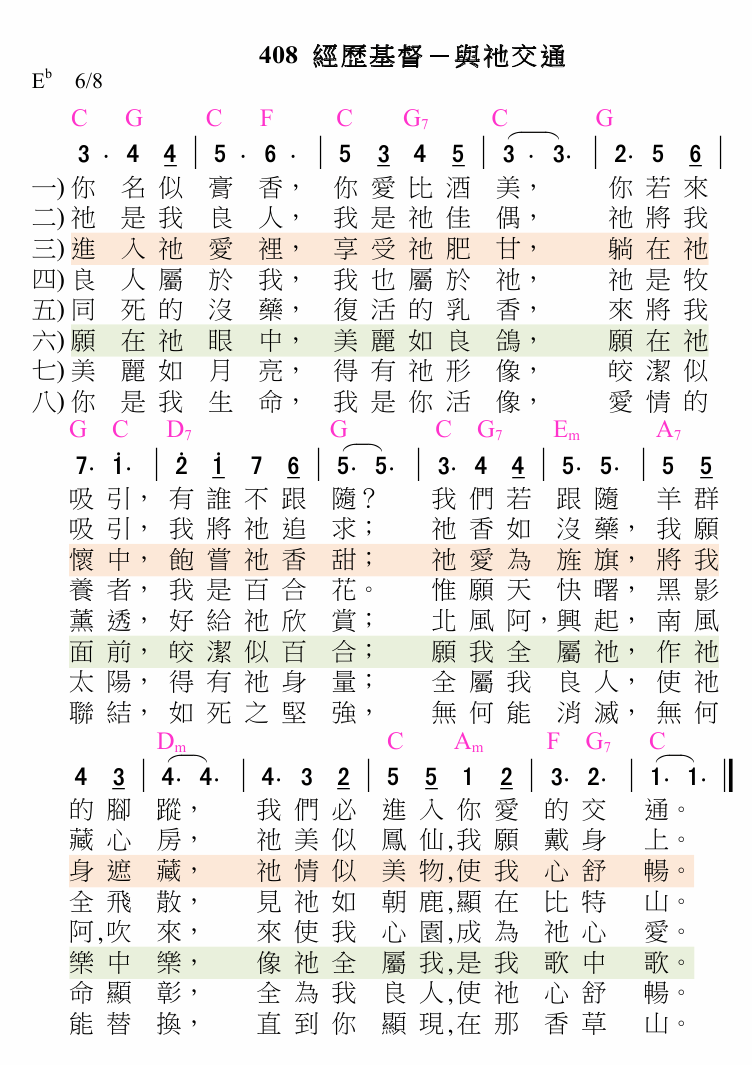 408 經歷基督－與祂交通
E♭ 6/8
C G C F C G7 C G
3 · 4 4 | 5 · 6 · | 5 3 4 5 | 3 · 3· | 2· 5 6 |
一) 你 名 似 膏 香， 你 愛 比 酒 美， 你 若 來
二) 祂 是 我 良 人， 我 是 祂 佳 偶， 祂 將 我
三) 進 入 祂 愛 裡， 享 受 祂 肥 甘， 躺 在 祂
四) 良 人 屬 於 我， 我 也 屬 於 祂， 祂 是 牧
五) 同 死 的 沒 藥， 復 活 的 乳 香， 來 將 我
六) 願 在 祂 眼 中， 美 麗 如 良 鴿， 願 在 祂
七) 美 麗 如 月 亮， 得 有 祂 形 像， 皎 潔 似
八) 你 是 我 生 命， 我 是 你 活 像， 愛 情 的
G C D7 G C G7 Em A7
7· i· | 2̇ i 7 6 | 5· 5· | 3· 4 4 | 5· 5· | 5 5
吸 引， 有 誰 不 跟 隨？ 我 們 若 跟 隨 羊 群
吸 引， 我 將 祂 追 求； 祂 香 如 沒 藥， 我 願
懷 中， 飽 嘗 祂 香 甜； 祂 愛 為 旌 旗， 將 我
養 者， 我 是 百 合 花。 惟 願 天 快 曙， 黑 影
薰 透， 好 給 祂 欣 賞； 北 風 阿，興 起， 南 風
面 前， 皎 潔 似 百 合； 願 我 全 屬 祂， 作 祂
太 陽， 得 有 祂 身 量； 全 屬 我 良 人， 使 祂
聯 結， 如 死 之 堅 強， 無 何 能 消 滅， 無 何
Dm C Am F G7 C
4 3 | 4· 4· | 4· 3 2 | 5 5 1 2 | 3· 2· | 1· 1· ‖
的 腳 蹤， 我 們 必 進 入 你 愛 的 交 通。
藏 心 房， 祂 美 似 鳳 仙,我 願 戴 身 上。
身 遮 藏， 祂 情 似 美 物,使 我 心 舒 暢。
全 飛 散， 見 祂 如 朝 鹿,顯 在 比 特 山。
阿,吹 來， 來 使 我 心 園,成 為 祂 心 愛。
樂 中 樂， 像 祂 全 屬 我,是 我 歌 中 歌。
命 顯 彰， 全 為 我 良 人,使 祂 心 舒 暢。
能 替 換， 直 到 你 顯 現,在 那 香 草 山。